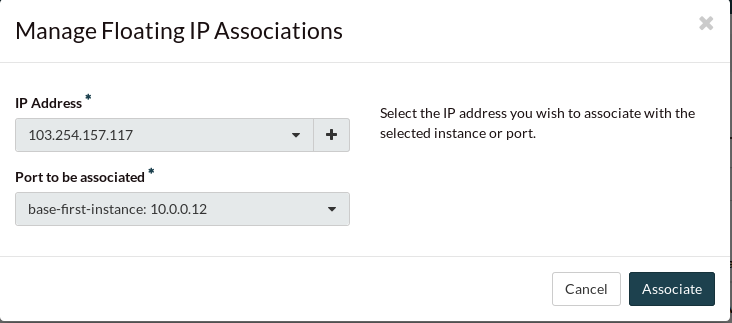 Manage Floating IP Associations
✖
IP Address *
103.254.157.117
Select the IP address you wish to associate with the
selected instance or port.
Port to be associated *
base-first-instance: 10.0.0.12
Cancel
Associate